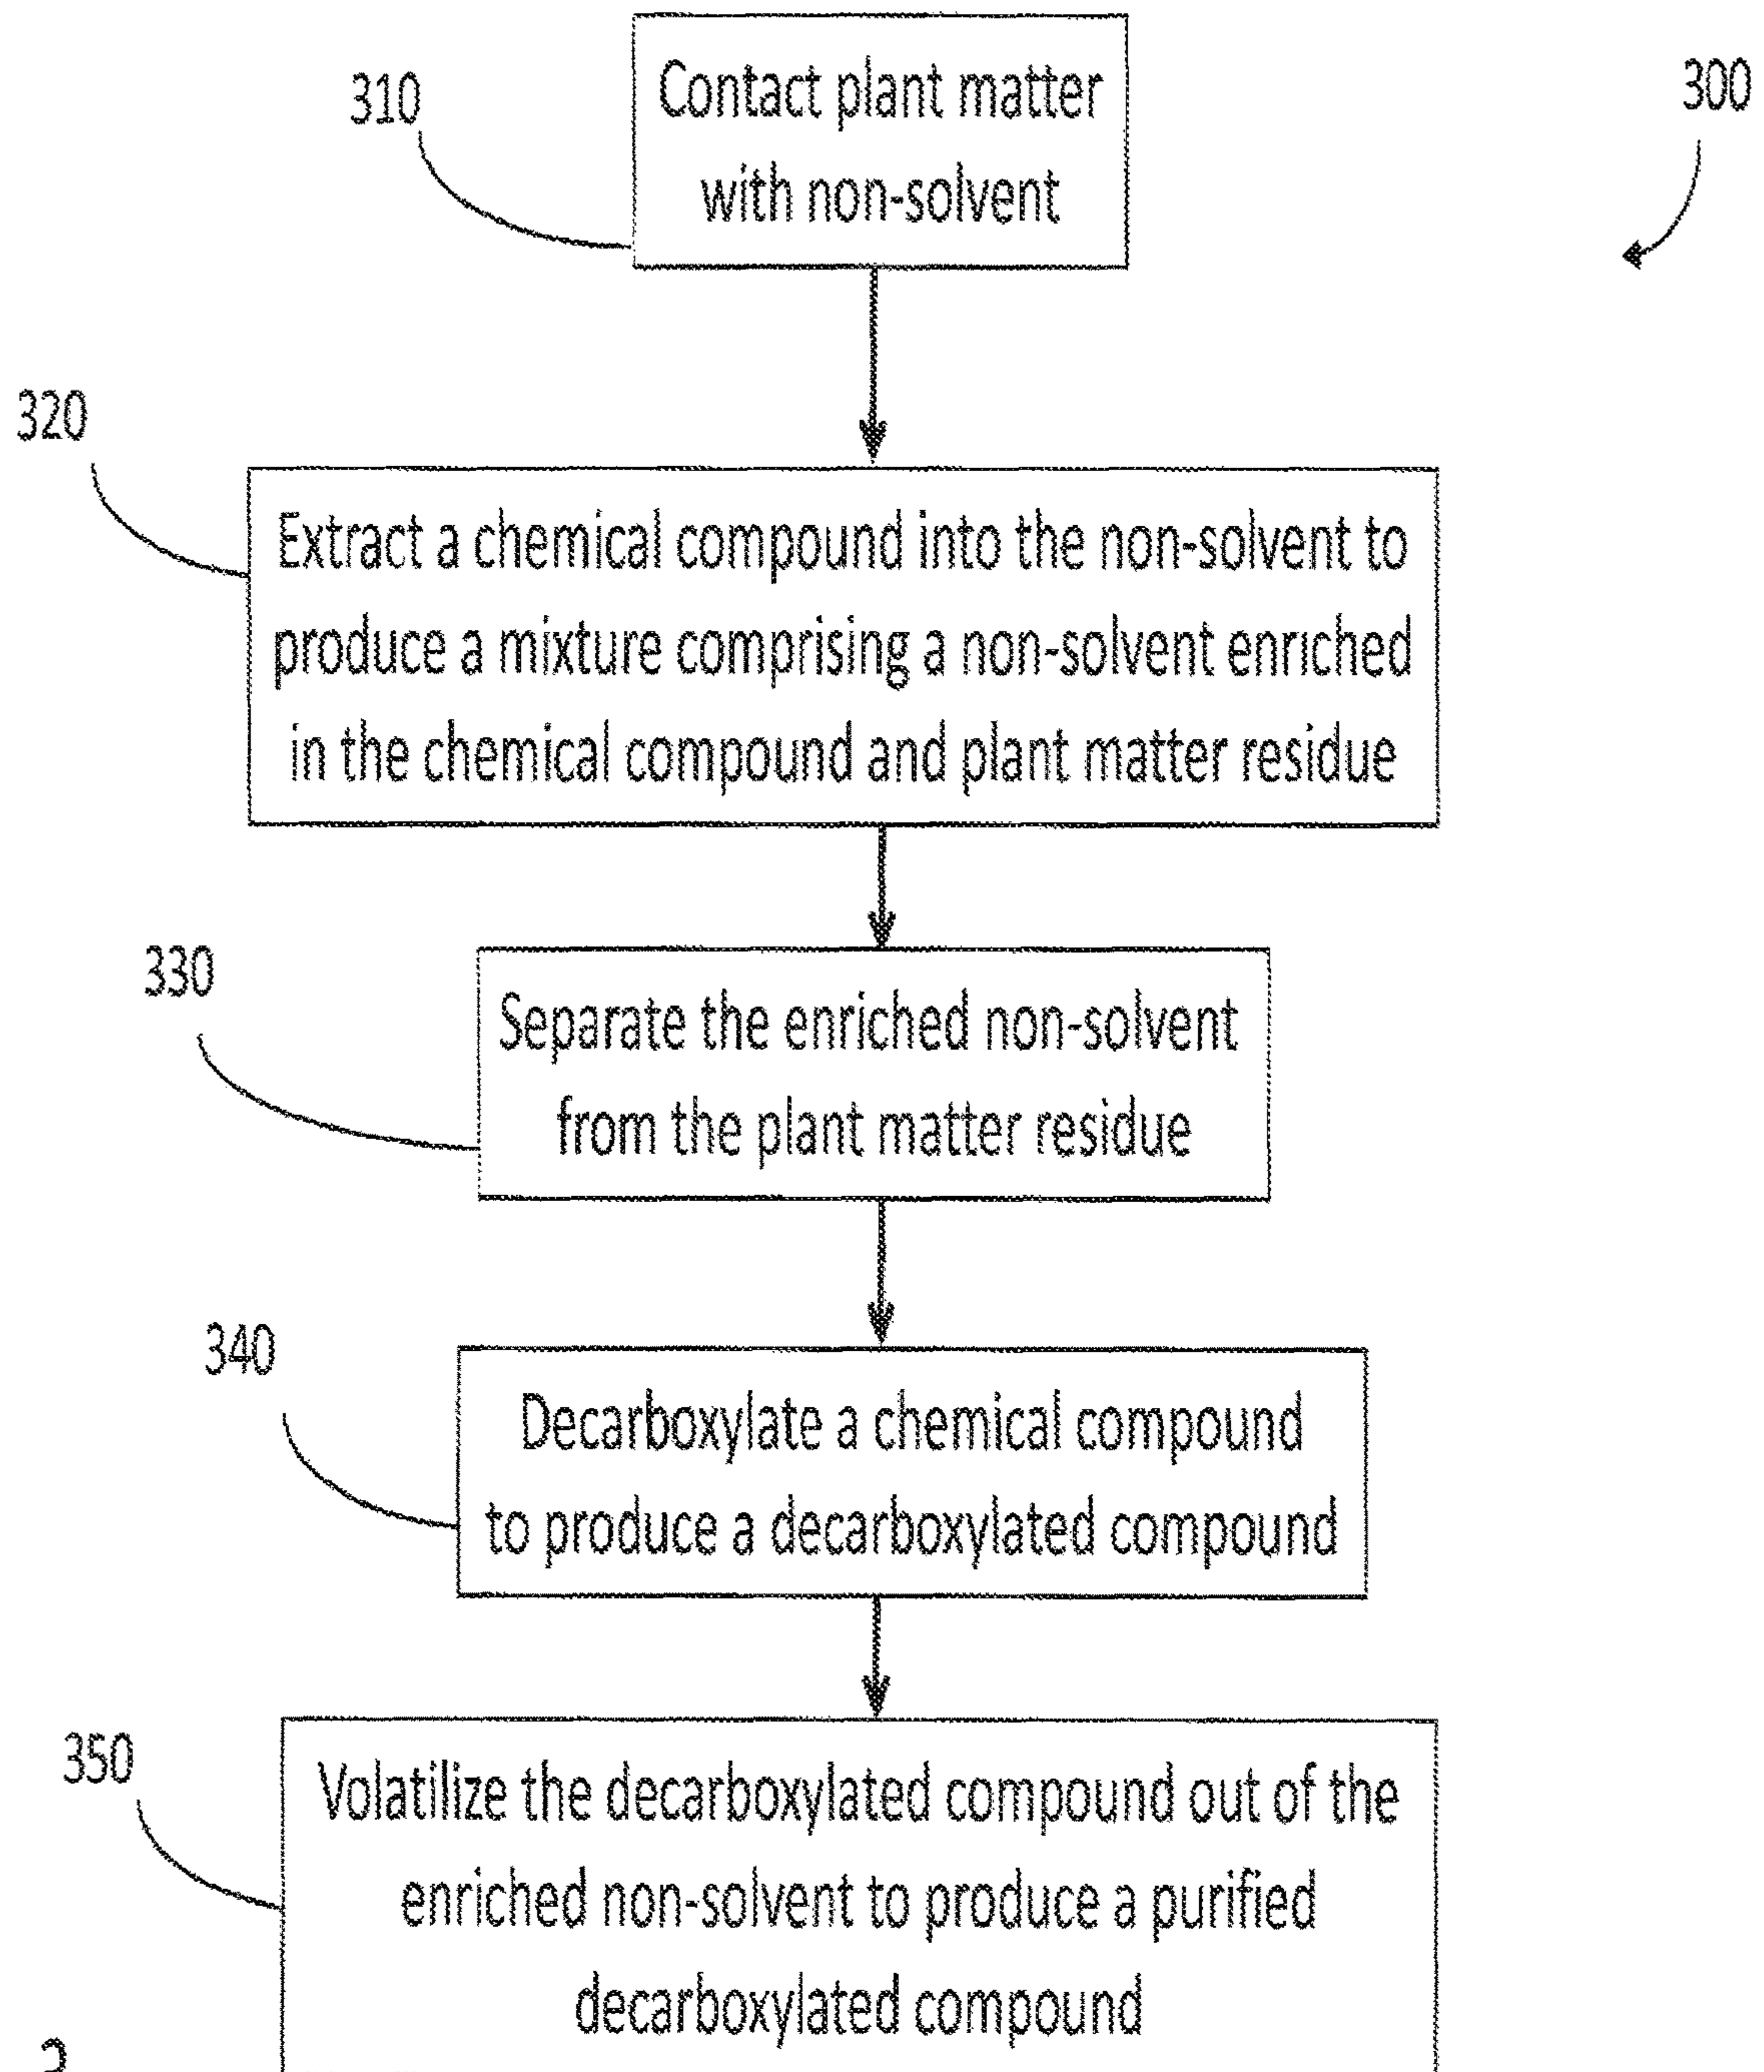 310
300
Contact plant matter
with non-solvent
320
Extract a chemical compound into the non-solvent to
produce a mixture comprising a non-solvent enriched
in the chemical compound and plant matter residue
330
Separate the enriched non-solvent
from the plant matter residue
340
Decarboxylate a chemical compound
to produce a decarboxylated compound
350
Volatilize the decarboxylated compound out of the
enriched non-solvent to produce a purified
decarboxylated compound